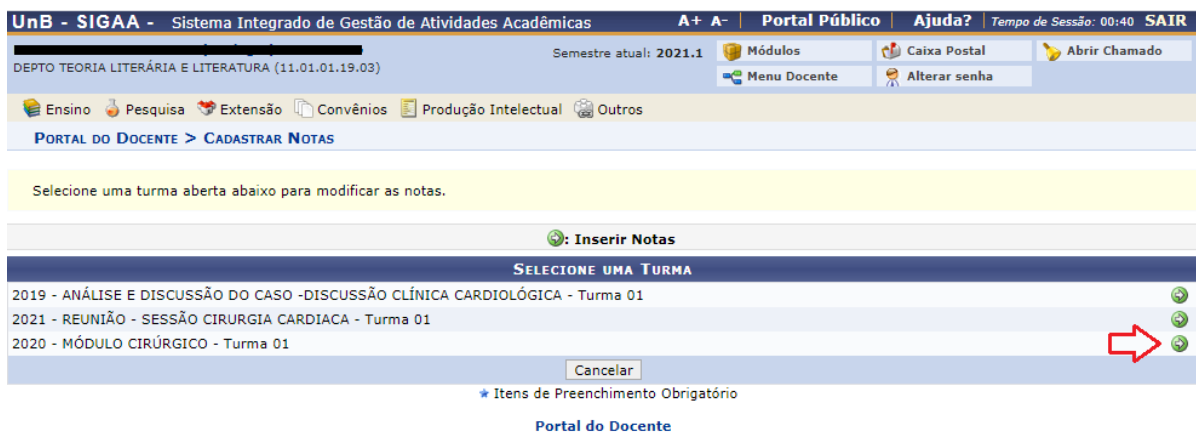 UnB - SIGAA - Sistema Integrado de Gestão de Atividades Acadêmicas A+ A- | Portal Público | Ajuda? | Tempo de Sessão: 00:40 SAIR
Semestre atual: 2021.1 Módulos Caixa Postal Abrir Chamado
DEPTO TEORIA LITERÁRIA E LITERATURA (11.01.01.19.03)
Menu Docente Alterar senha
Ensino Pesquisa Extensão Convênios Produção Intelectual Outros
PORTAL DO DOCENTE > CADASTRAR NOTAS
Selecione uma turma aberta abaixo para modificar as notas.
: Inserir Notas
SELECIONE UMA TURMA
2019 - ANÁLISE E DISCUSSÃO DO CASO -DISCUSSÃO CLÍNICA CARDIOLÓGICA - Turma 01
2021 - REUNIÃO - SESSÃO CIRURGIA CARDIACA - Turma 01
2020 - MÓDULO CIRÚRGICO - Turma 01
Cancelar
Itens de Preenchimento Obrigatório
Portal do Docente